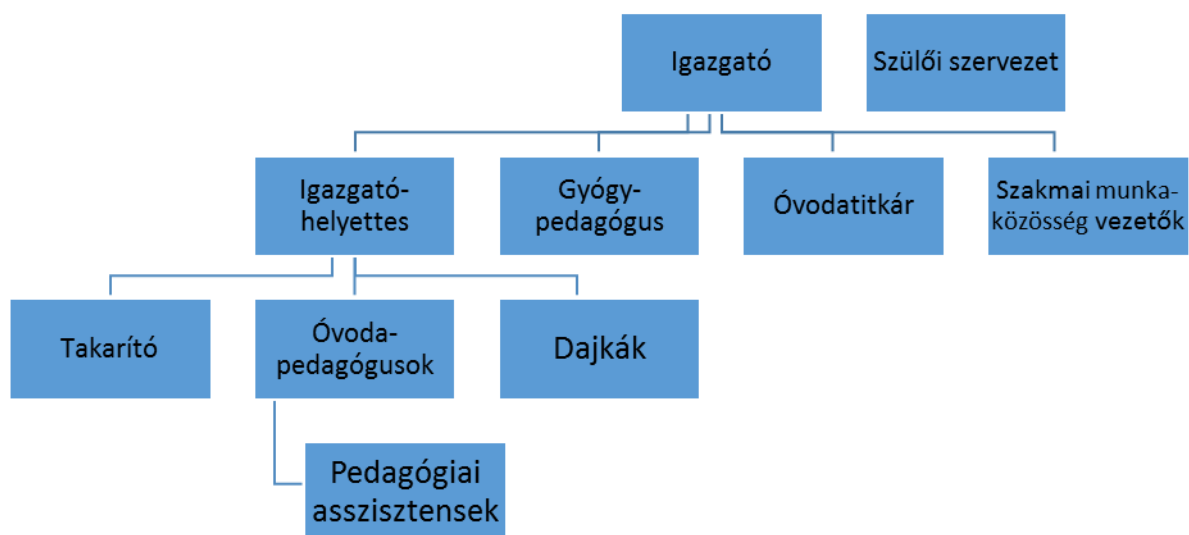 Igazgató
Szülői szervezet
Igazgató-
helyettes
Gyógy-
pedagógus
Óvodatitkár
Szakmai munka-
közösség vezetők
Takarító
Óvoda-
pedagógusok
Dajkák
Pedagógiai
asszisztensek